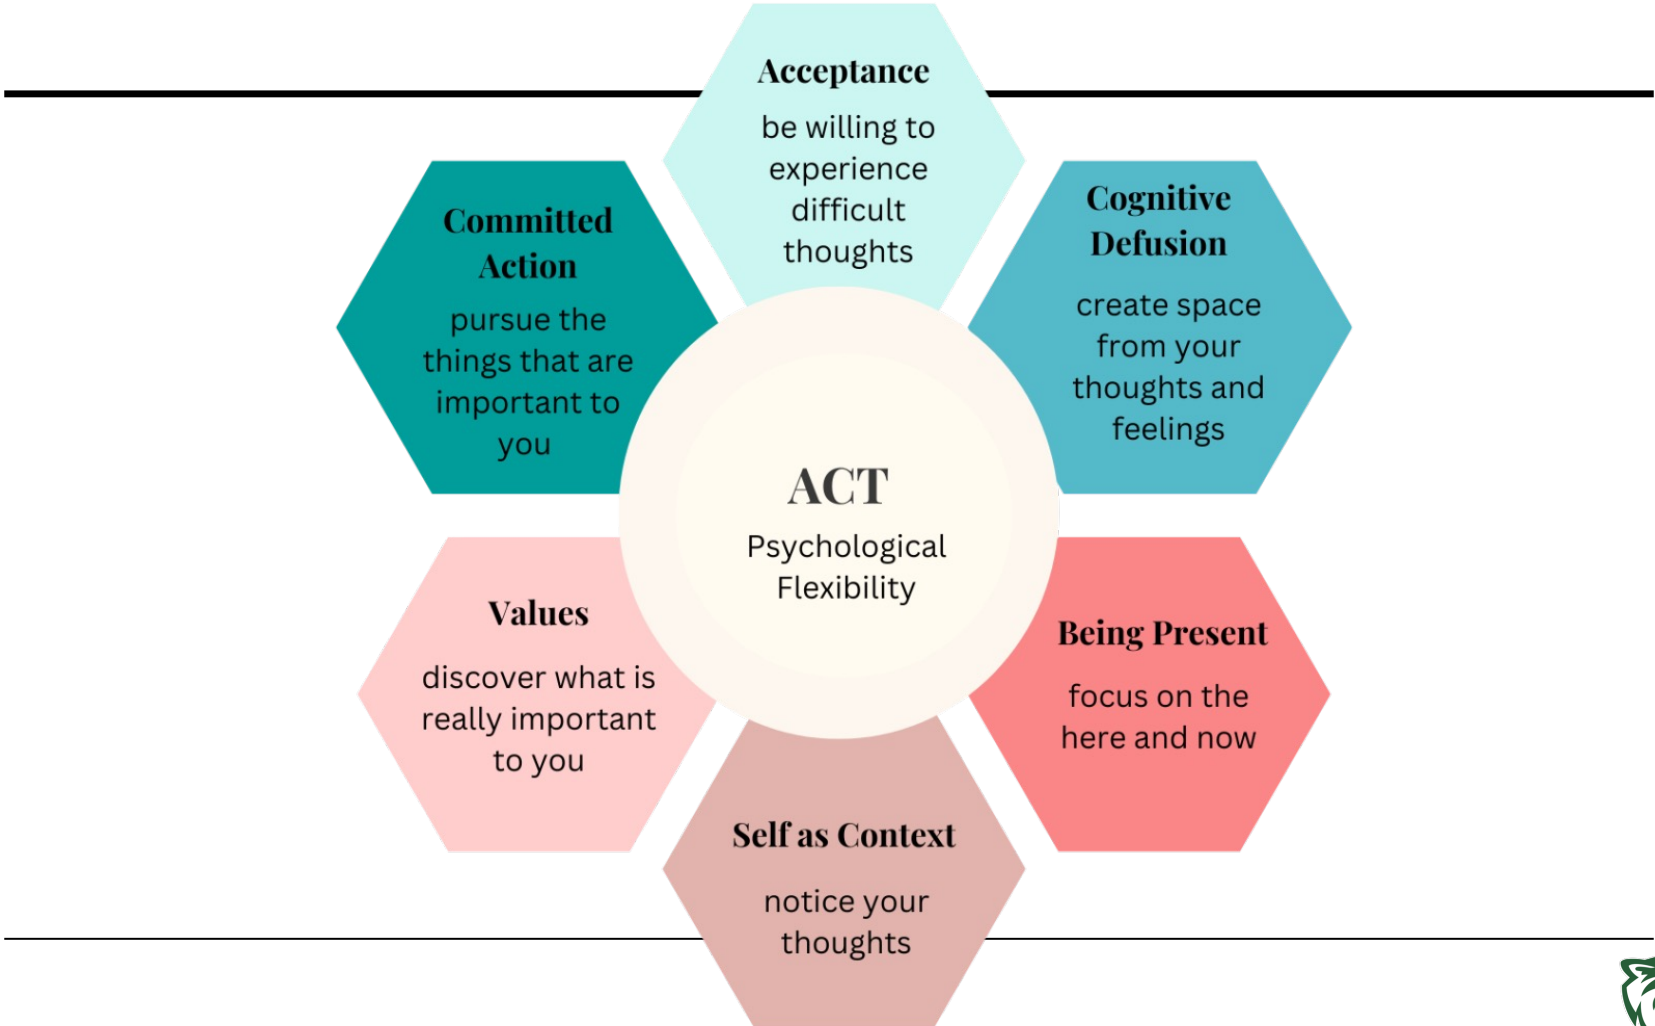 Acceptance
be willing to
experience
difficult
thoughts
Cognitive
Defusion
create space
from your
thoughts and
feelings
Being Present
focus on the
here and now
Self as Context
notice your
thoughts
Values
discover what is
really important
to you
Committed
Action
pursue the
things that are
important to
you
ACT
Psychological
Flexibility